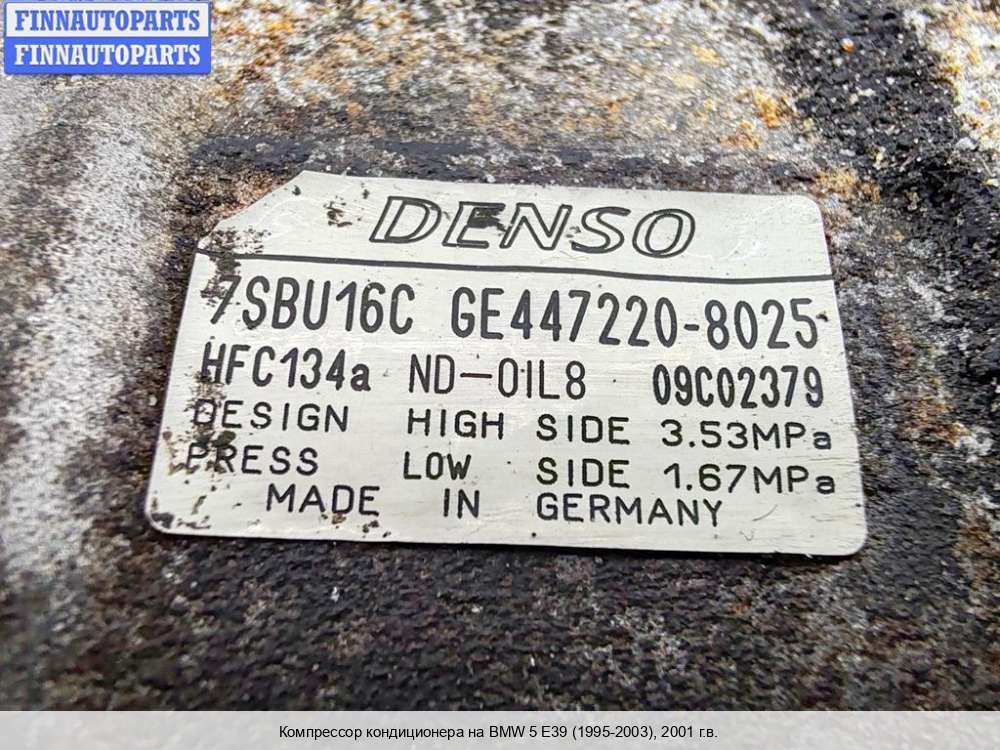 FINNAUTOPARTS
FINNAUTOPARTS
DENSO
7SBU16C GE447220-8025
HFC134a ND-OIL8 09C02379
DESIGN HIGH SIDE 3.53MPa
PRESS LOW SIDE 1.67MPa
MADE IN GERMANY
Компрессор кондиционера на BMW 5 E39 (1995-2003), 2001 г.в.